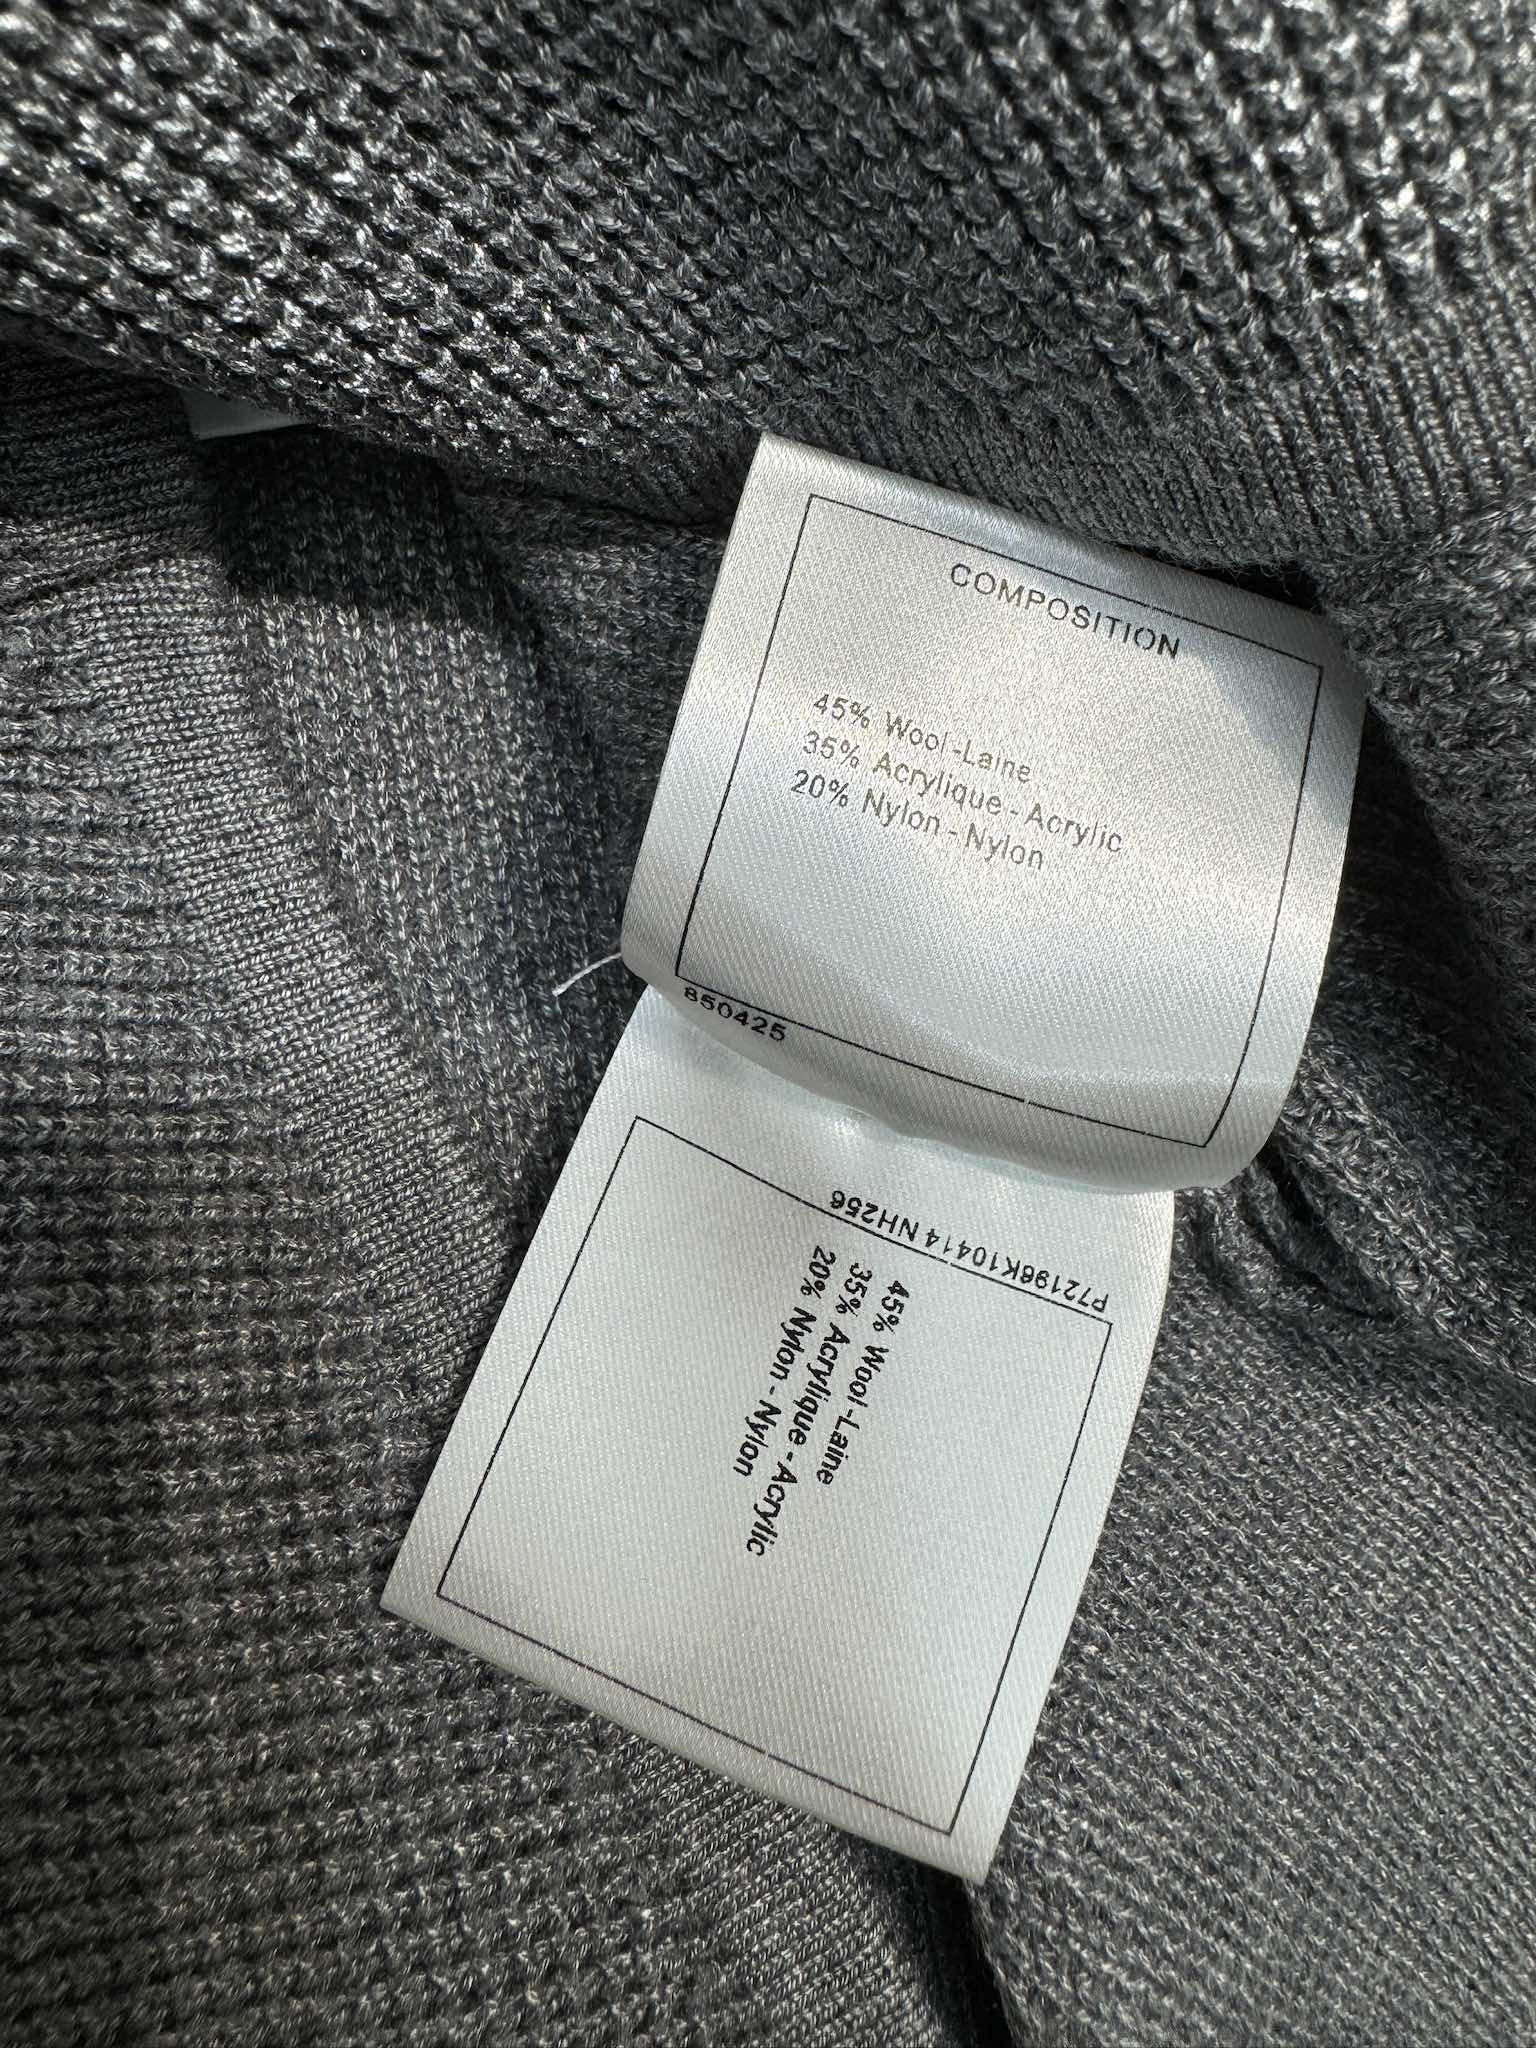 COMPOSITION
45% Wool -Laine
35% Acrylique - Acrylic
20% Nylon - Nylon
850425
P72196K10414 NH256
45% Wool -Laine
35% Acrylique - Acrylic
20% Nylon - Nylon